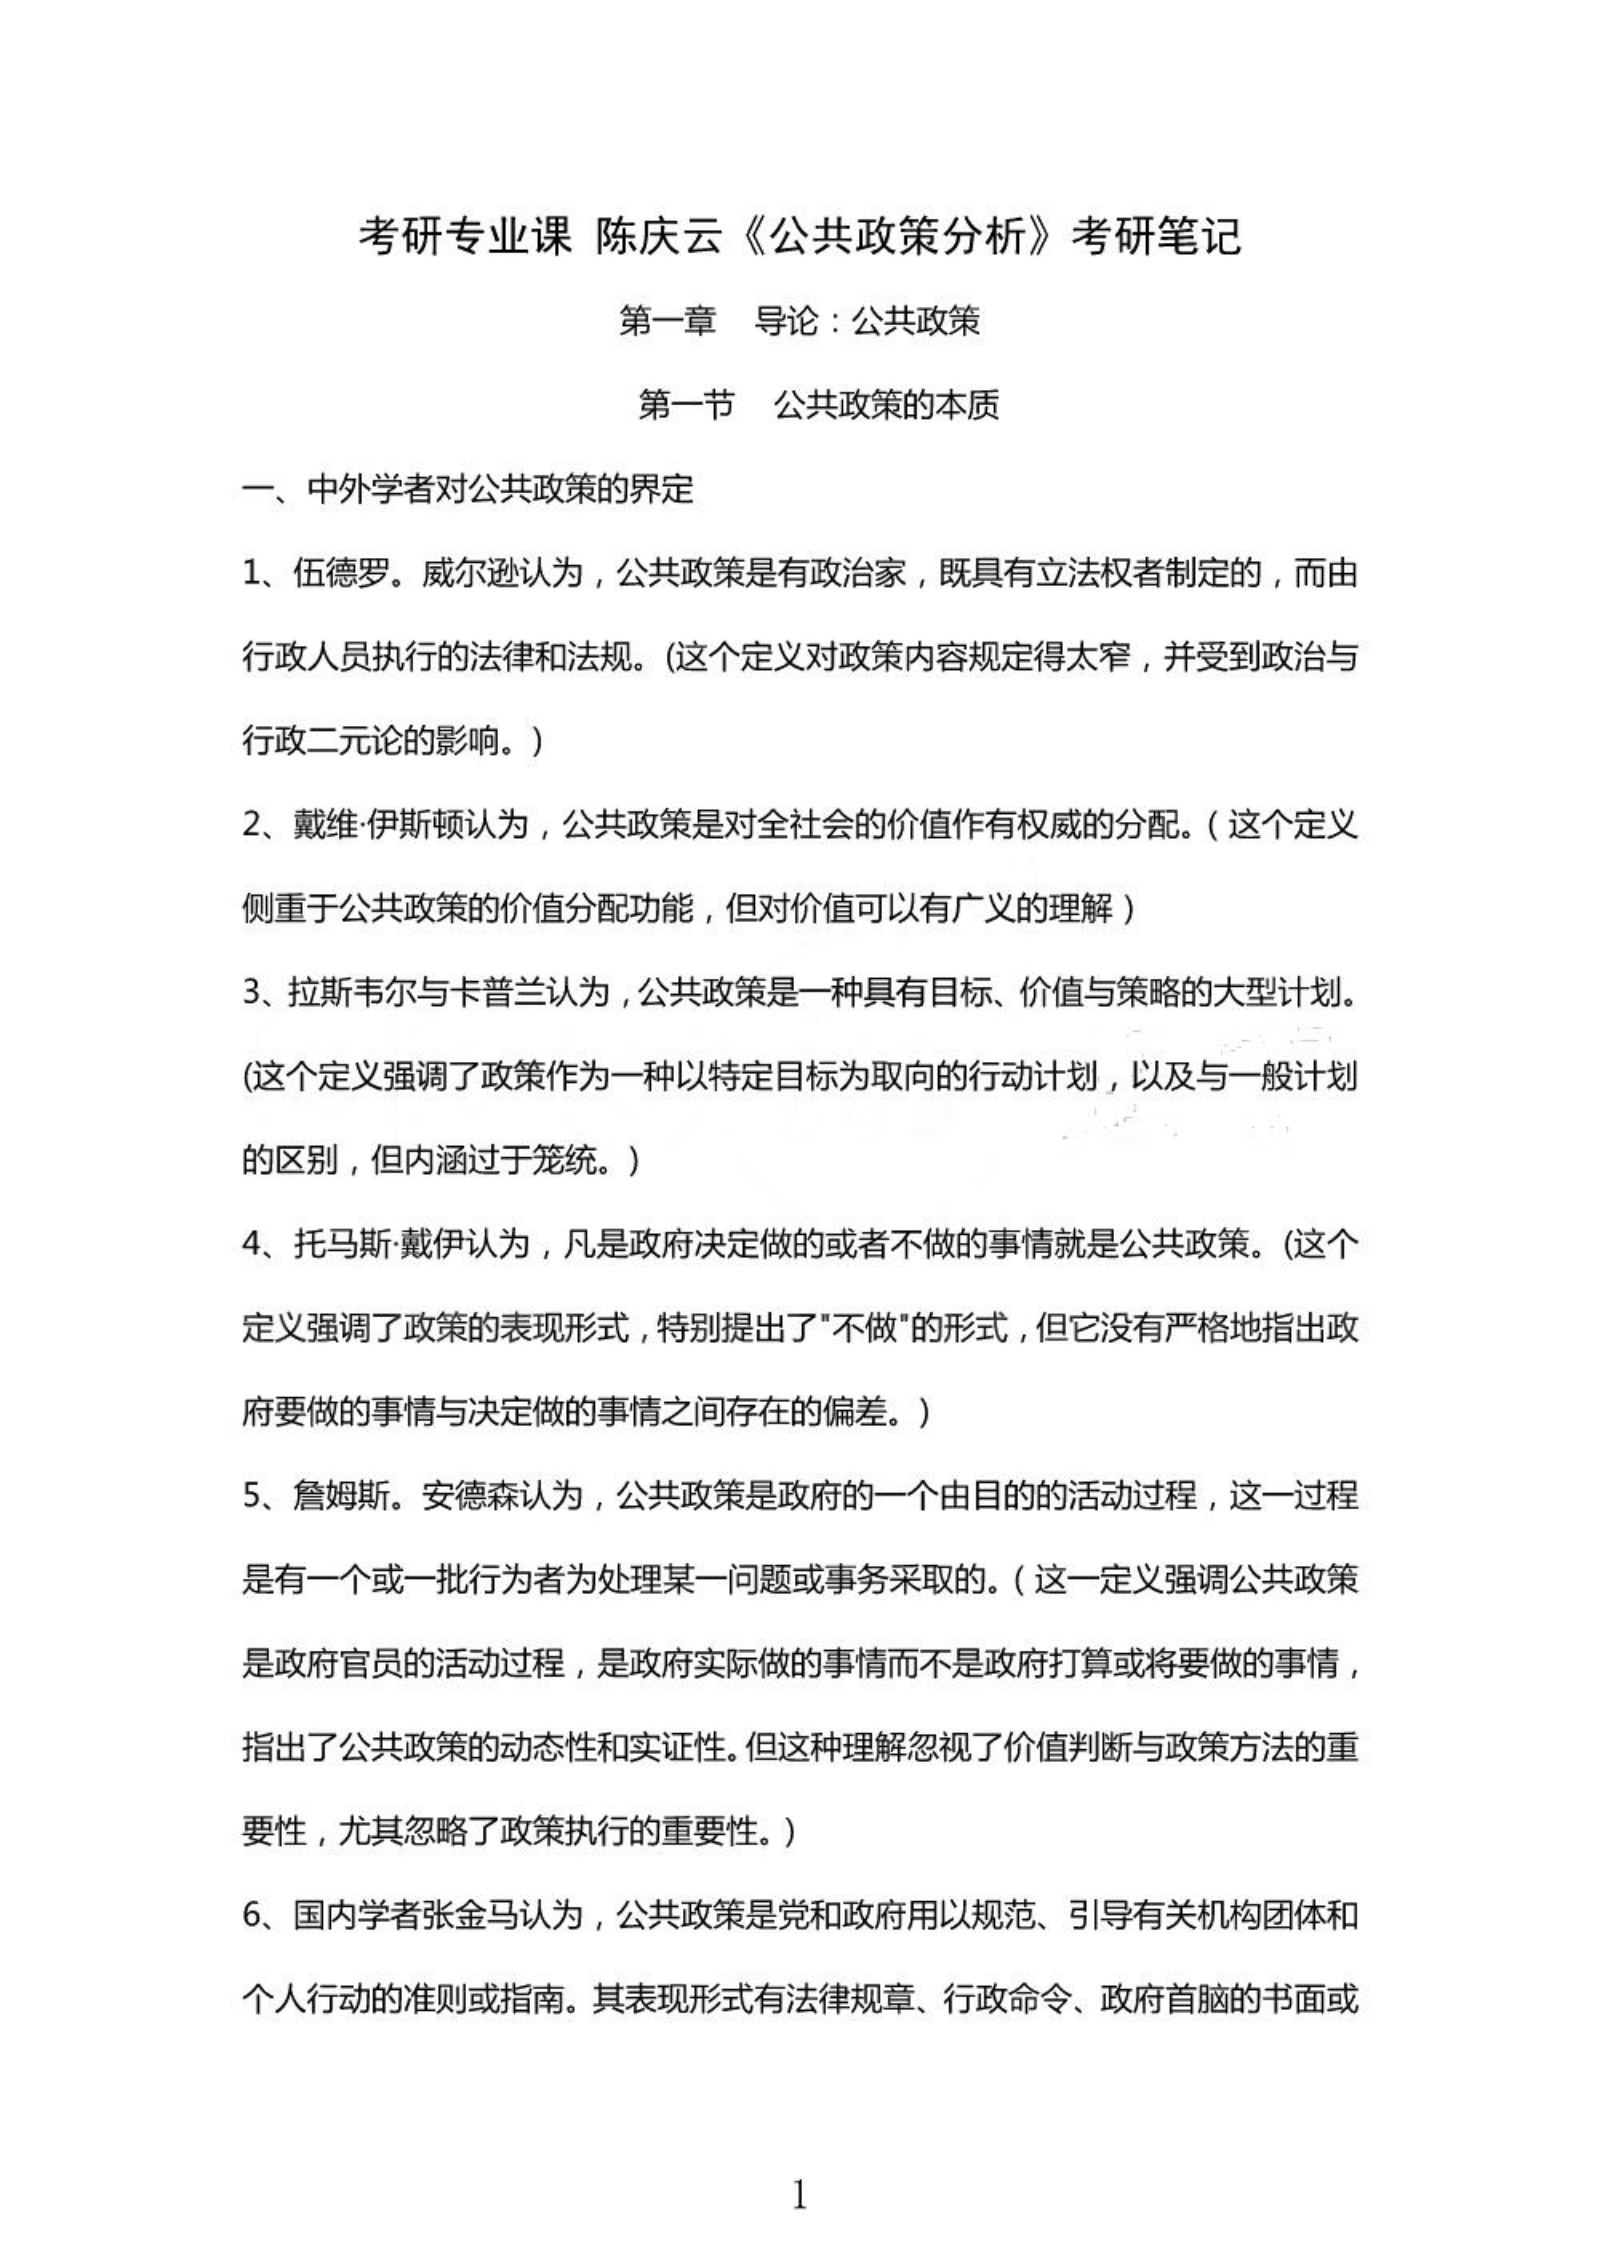 考研专业课 陈庆云《公共政策分析》考研笔记
第一章 导论：公共政策
第一节 公共政策的本质
一、中外学者对公共政策的界定
1、伍德罗。威尔逊认为，公共政策是有政治家，既具有立法权者制定的，而由
行政人员执行的法律和法规。(这个定义对政策内容规定得太窄，并受到政治与
行政二元论的影响。)
2、戴维·伊斯顿认为，公共政策是对全社会的价值作有权威的分配。(这个定义
侧重于公共政策的价值分配功能，但对价值可以有广义的理解)
3、拉斯韦尔与卡普兰认为，公共政策是一种具有目标、价值与策略的大型计划。
(这个定义强调了政策作为一种以特定目标为取向的行动计划，以及与一般计划
的区别，但内涵过于笼统。)
4、托马斯·戴伊认为，凡是政府决定做的或者不做的事情就是公共政策。(这个
定义强调了政策的表现形式，特别提出了"不做"的形式，但它没有严格地指出政
府要做的事情与决定做的事情之间存在的偏差。)
5、詹姆斯。安德森认为，公共政策是政府的一个由目的的活动过程，这一过程
是有一个或一批行为者为处理某一问题或事务采取的。(这一定义强调公共政策
是政府官员的活动过程，是政府实际做的事情而不是政府打算或将要做的事情，
指出了公共政策的动态性和实证性。但这种理解忽视了价值判断与政策方法的重
要性，尤其忽略了政策执行的重要性。)
6、国内学者张金马认为，公共政策是党和政府用以规范、引导有关机构团体和
个人行动的准则或指南。其表现形式有法律规章、行政命令、政府首脑的书面或
1